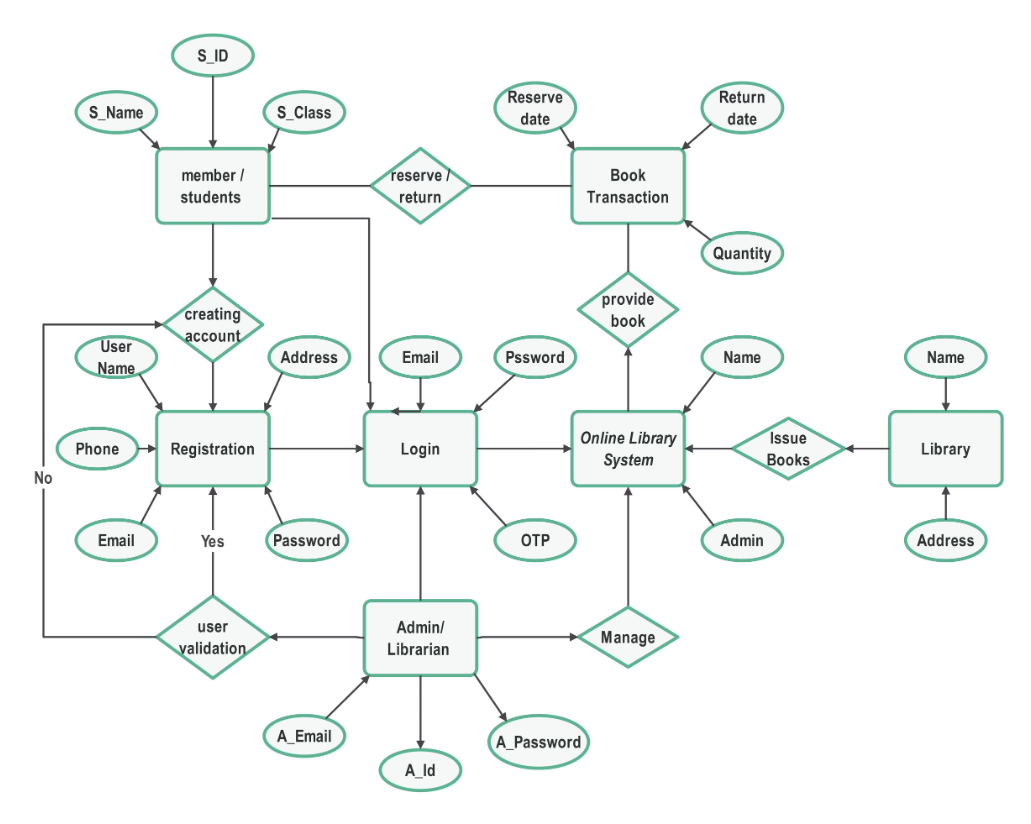 S_ID
S_Name
S_Class
Reserve
date
Return
date
member /
students
reserve /
return
Book
Transaction
Quantity
creating
account
provide
book
User
Name
Address
Email
Pssword
Name
Name
Phone
Registration
Login
Online Library
System
Issue
Books
Library
No
Email
Yes
Password
OTP
Admin
Address
user
validation
Admin/
Librarian
Manage
A_Email
A_Id
A_Password